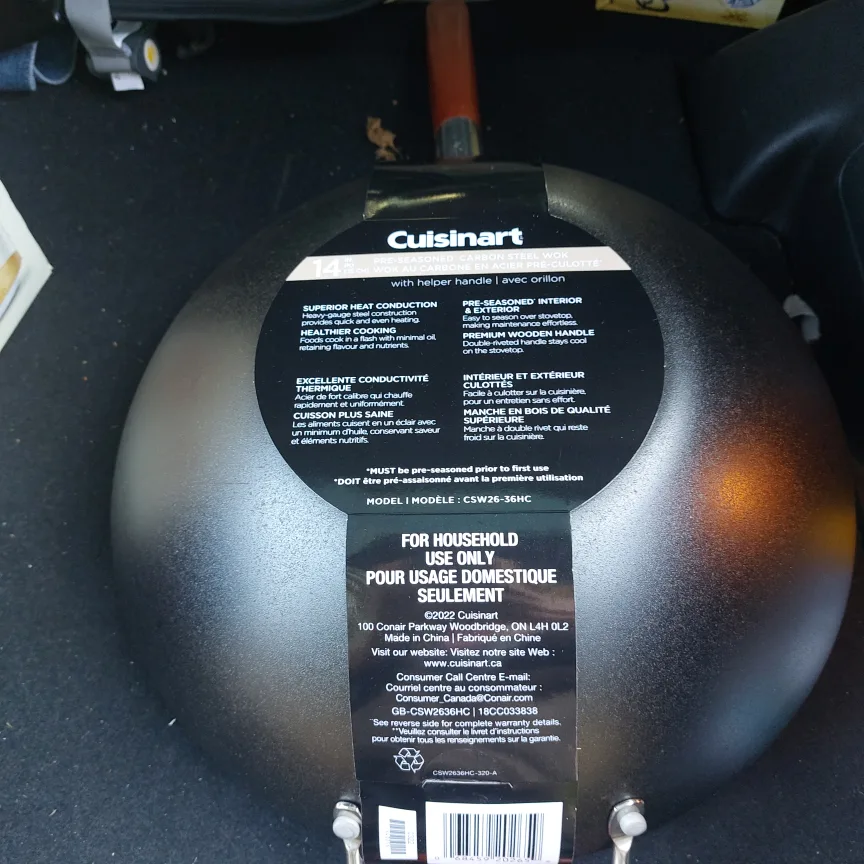 Cuisinart
14 PRE-SEASONED* CARBON STEEL WOK
WOK AU CARBONE EN ACIER PRÉ-CULOTTÉ*
with helper handle | avec orillon
SUPERIOR HEAT CONDUCTION
Heavy-gauge steel construction
provides quick and even heating.
HEALTHIER COOKING
Foods cook in a flash with minimal oil,
retaining flavour and nutrients.
PRE-SEASONED* INTERIOR
& EXTERIOR
Easy to season over stovetop,
making maintenance effortless.
PREMIUM WOODEN HANDLE
Double-riveted handle stays cool
on the stovetop.
EXCELLENTE CONDUCTIVITÉ
THERMIQUE
Acier de fort calibre qui chauffe
rapidement et uniformément.
CUISSON PLUS SAINE
Les aliments cuisent en un éclair avec
un minimum d'huile, conservant saveur
et éléments nutritifs.
INTÉRIEUR ET EXTÉRIEUR
CULOTTÉS
Facile à culotter sur la cuisinière,
pour un entretien sans effort.
MANCHE EN BOIS DE QUALITÉ
SUPÉRIEURE
Manche à double rivet qui reste
froid sur la cuisinière.
*MUST be pre-seasoned prior to first use
*DOIT être pré-assaisonné avant la première utilisation
MODEL | MODÈLE : CSW26-36HC
FOR HOUSEHOLD
USE ONLY
POUR USAGE DOMESTIQUE
SEULEMENT
©2022 Cuisinart
100 Conair Parkway Woodbridge, ON L4H 0L2
Made in China | Fabriqué en Chine
Visit our website: Visitez notre site Web :
www.cuisinart.ca
Consumer Call Centre E-mail:
Courriel centre au consommateur :
Consumer_Canada@Conair.com
GB-CSW2636HC | 18CC033838
*See reverse side for complete warranty details.
**Veuillez consulter le livret d'instructions
pour obtenir tous les renseignements sur la garantie.
CSW2636HC-320-A